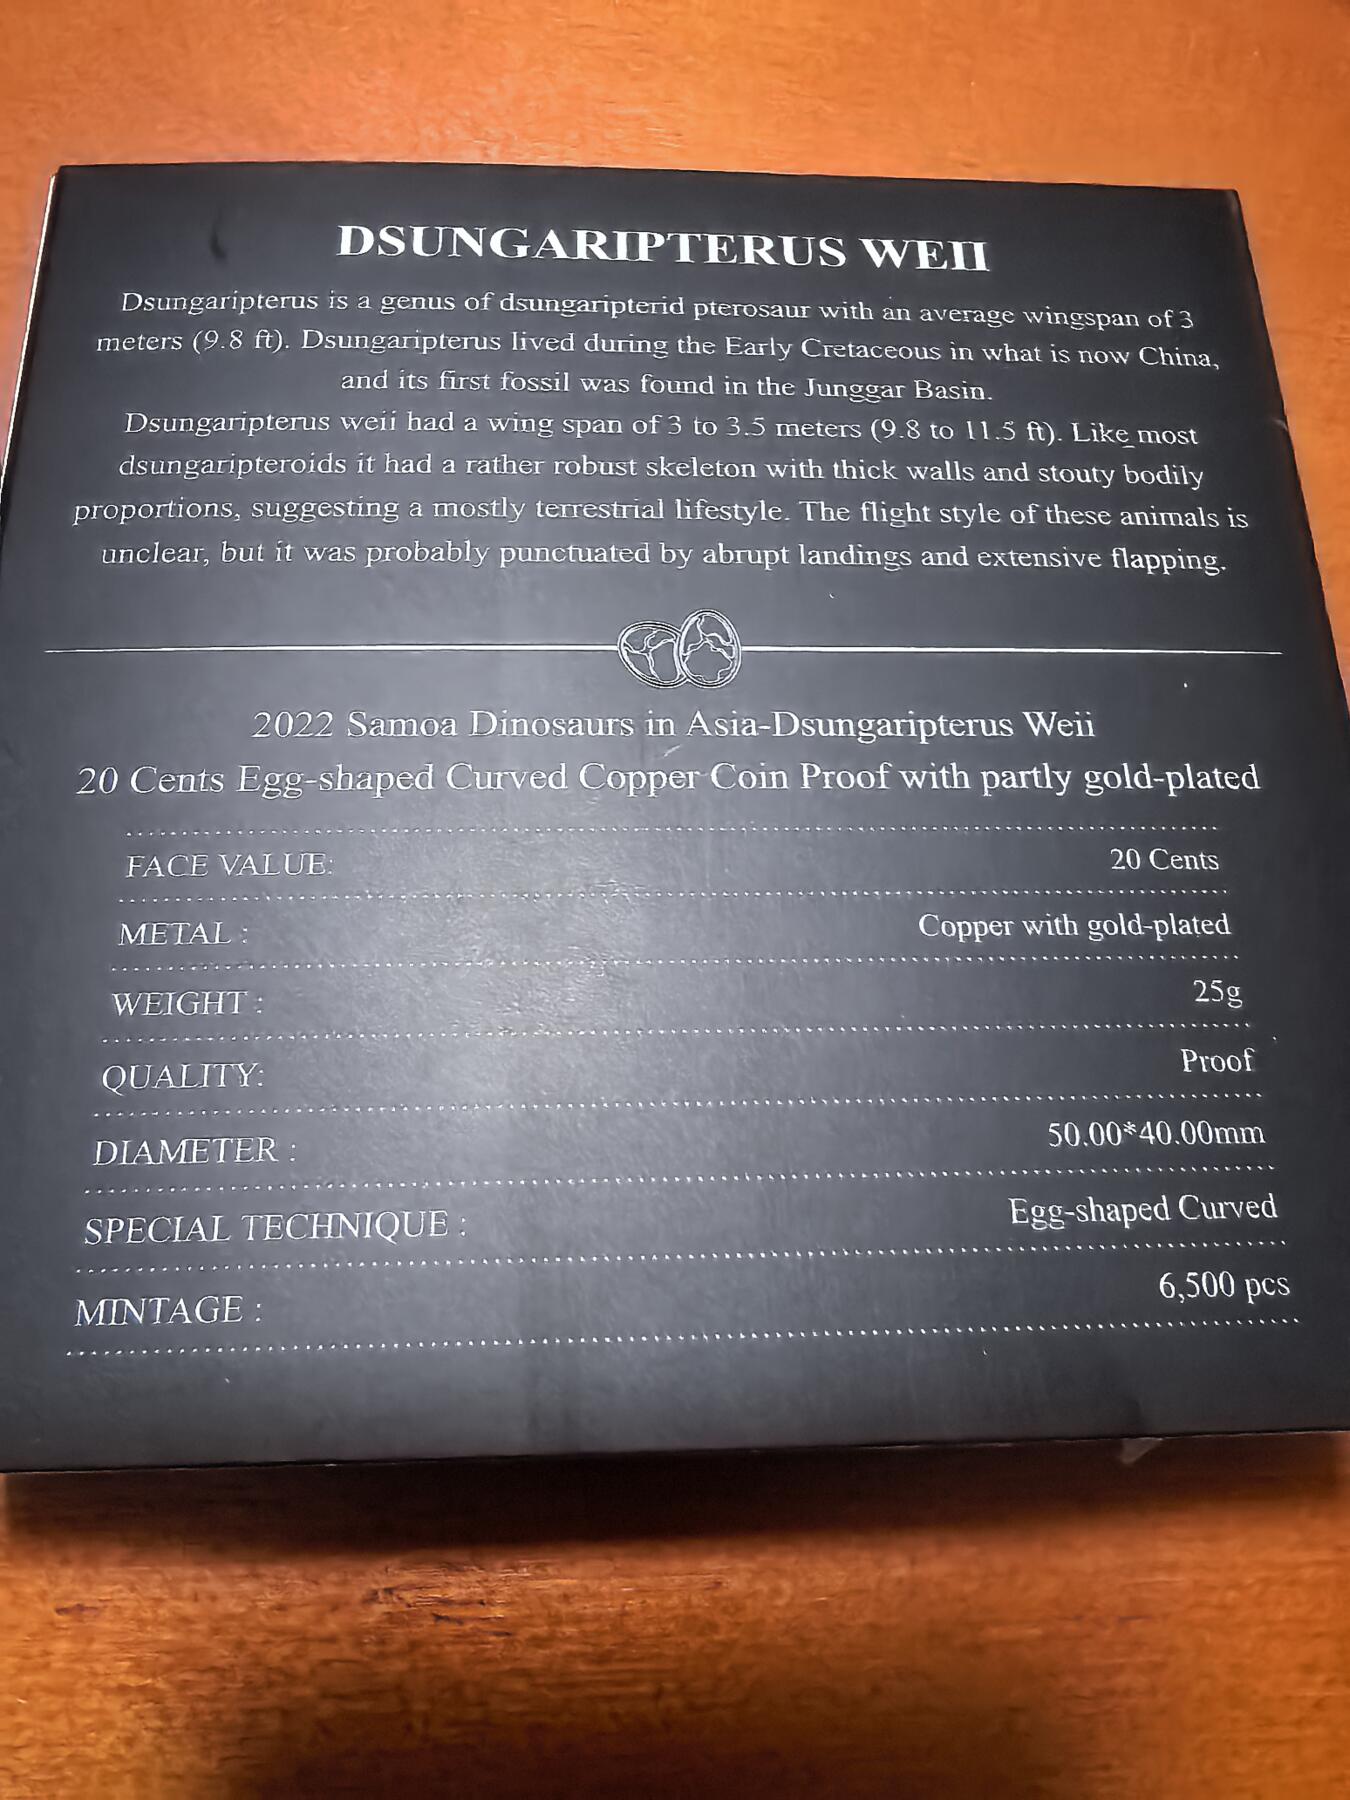 DSUNGARIPTERUS WEII
Dsungaripterus is a genus of dsungaripterid pterosaur with an average wingspan of 3
meters (9.8 ft). Dsungaripterus lived during the Early Cretaceous in what is now China,
and its first fossil was found in the Junggar Basin.
Dsungaripterus weii had a wing span of 3 to 3.5 meters (9.8 to 11.5 ft). Like most
dsungaripteroids it had a rather robust skeleton with thick walls and stouty bodily
proportions, suggesting a mostly terrestrial lifestyle. The flight style of these animals is
unclear, but it was probably punctuated by abrupt landings and extensive flapping.
2022 Samoa Dinosaurs in Asia-Dsungaripterus Weii
20 Cents Egg-shaped Curved Copper Coin Proof with partly gold-plated
FACE VALUE: 20 Cents
METAL : Copper with gold-plated
WEIGHT : 25g
QUALITY: Proof
DIAMETER : 50.00*40.00mm
SPECIAL TECHNIQUE : Egg-shaped Curved
MINTAGE : 6,500 pcs